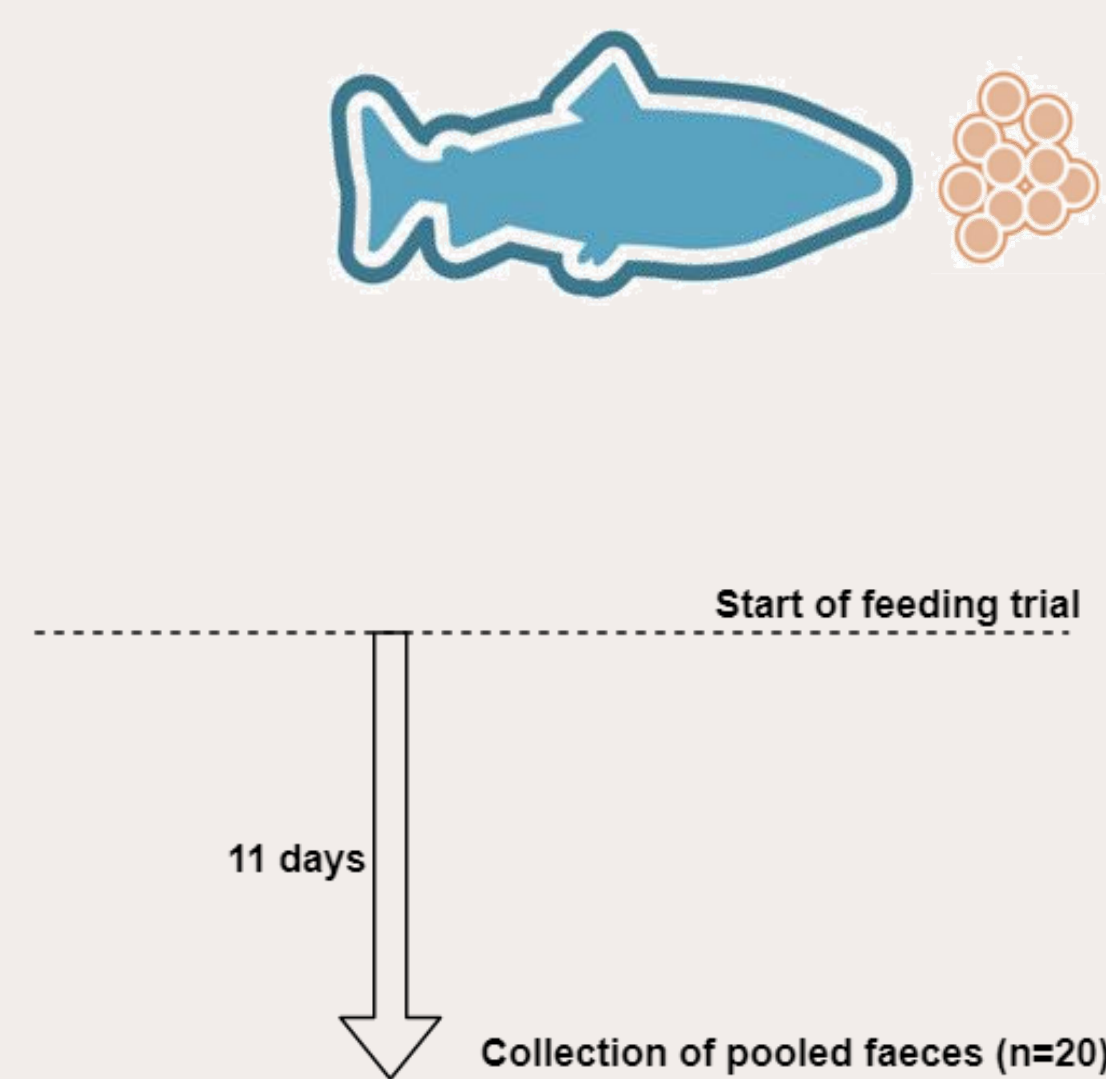 Start of feeding trial
11 days
Collection of pooled faeces (n=20)